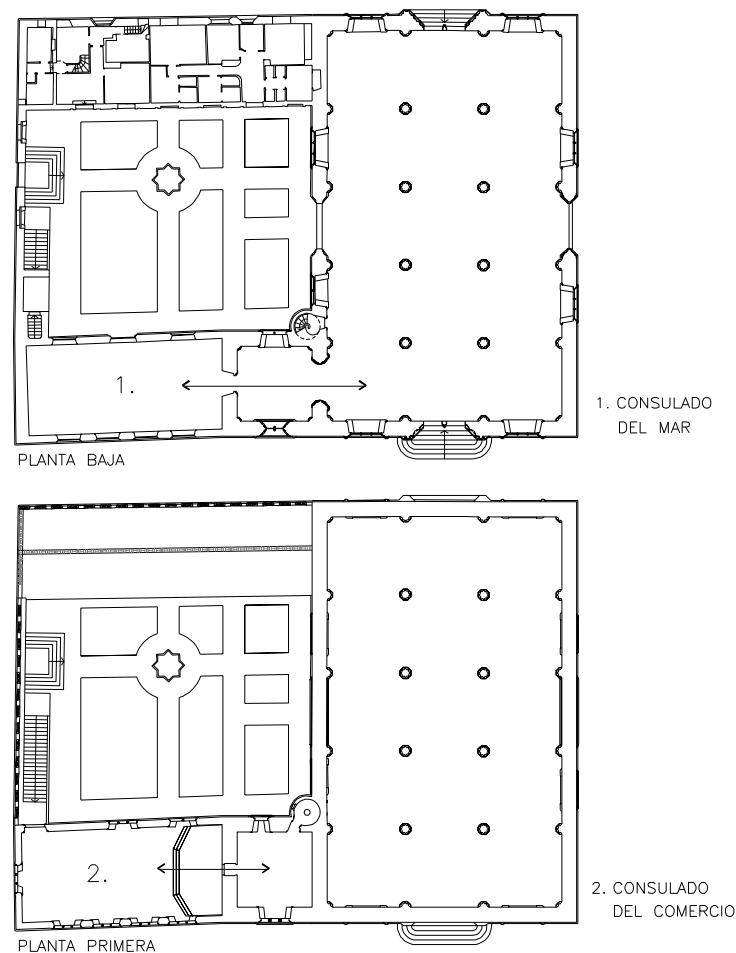 1.
1. CONSULADO
DEL MAR
PLANTA BAJA
2.
2. CONSULADO
DEL COMERCIO
PLANTA PRIMERA